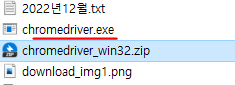 2022년12월.txt
chromedriver.exe
chromedriver_win32.zip
download_img1.png